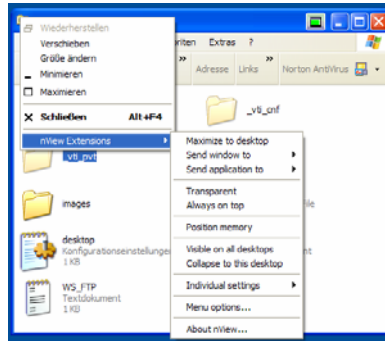 Wiederherstellen
Verschieben
Größe ändern
Minimieren
Maximieren
Schließen Alt+F4
nView Extensions
riten Extras ?
» Adresse Links » Norton AntiVirus
_vti_cnf
_vti_pvt
images
desktop
Konfigurationseinstellungen
1 KB
WS_FTP
Textdokument
1 KB
Maximize to desktop
Send window to
Send application to
Transparent
Always on top
Position memory
Visible on all desktops
Collapse to this desktop
Individual settings
Menu options...
About nView...